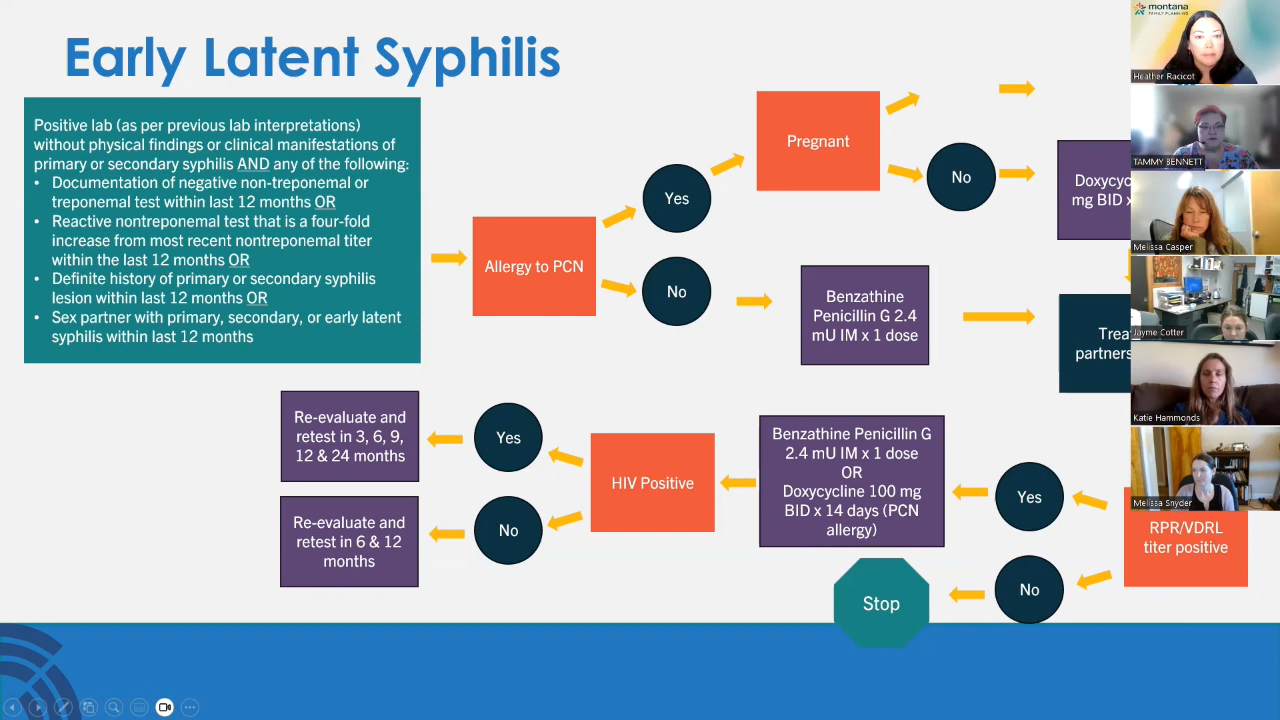 Early Latent Syphilis
Positive lab (as per previous lab interpretations)
without physical findings or clinical manifestations of
primary or secondary syphilis AND any of the following:
• Documentation of negative non-treponemal or
treponemal test within last 12 months OR
• Reactive nontreponemal test that is a four-fold
increase from most recent nontreponemal titer
within the last 12 months OR
• Definite history of primary or secondary syphilis
lesion within last 12 months OR
• Sex partner with primary, secondary, or early latent
syphilis within last 12 months
Allergy to PCN
Yes
No
Pregnant
No
Doxyc
mg BID x
Benzathine
Penicillin G 2.4
mU IM x 1 dose
Trea
partners
RPR/VDRL
titer positive
Yes
No
Stop
Benzathine Penicillin G
2.4 mU IM x 1 dose
OR
Doxycycline 100 mg
BID x 14 days (PCN
allergy)
HIV Positive
Yes
No
Re-evaluate and
retest in 3, 6, 9,
12 & 24 months
Re-evaluate and
retest in 6 & 12
months
montana
FAMILY PLANNING
Heather Racicot
TAMMY BENNETT
Melissa Casper
Jayme Cotter
Katie Hammonds
Melissa Snyder